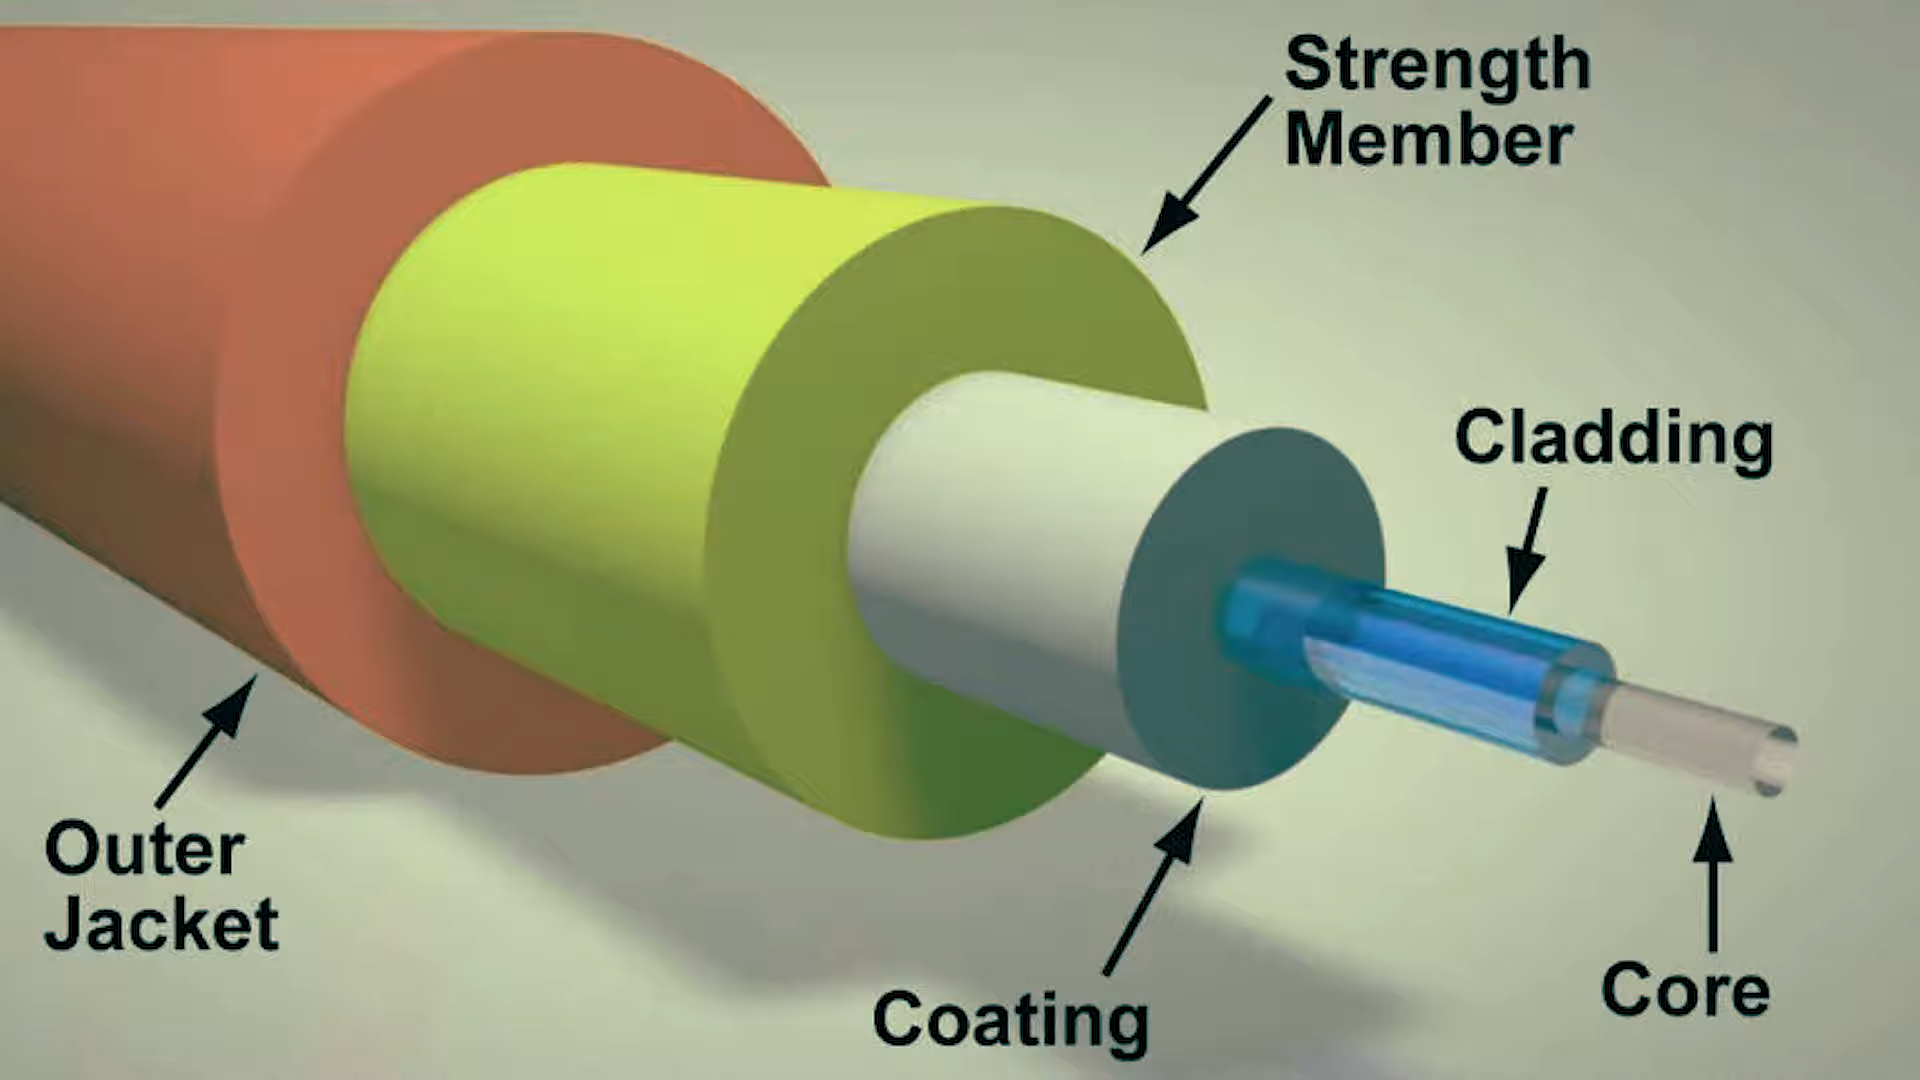 Strength
Member
Cladding
Outer
Jacket
Coating
Core